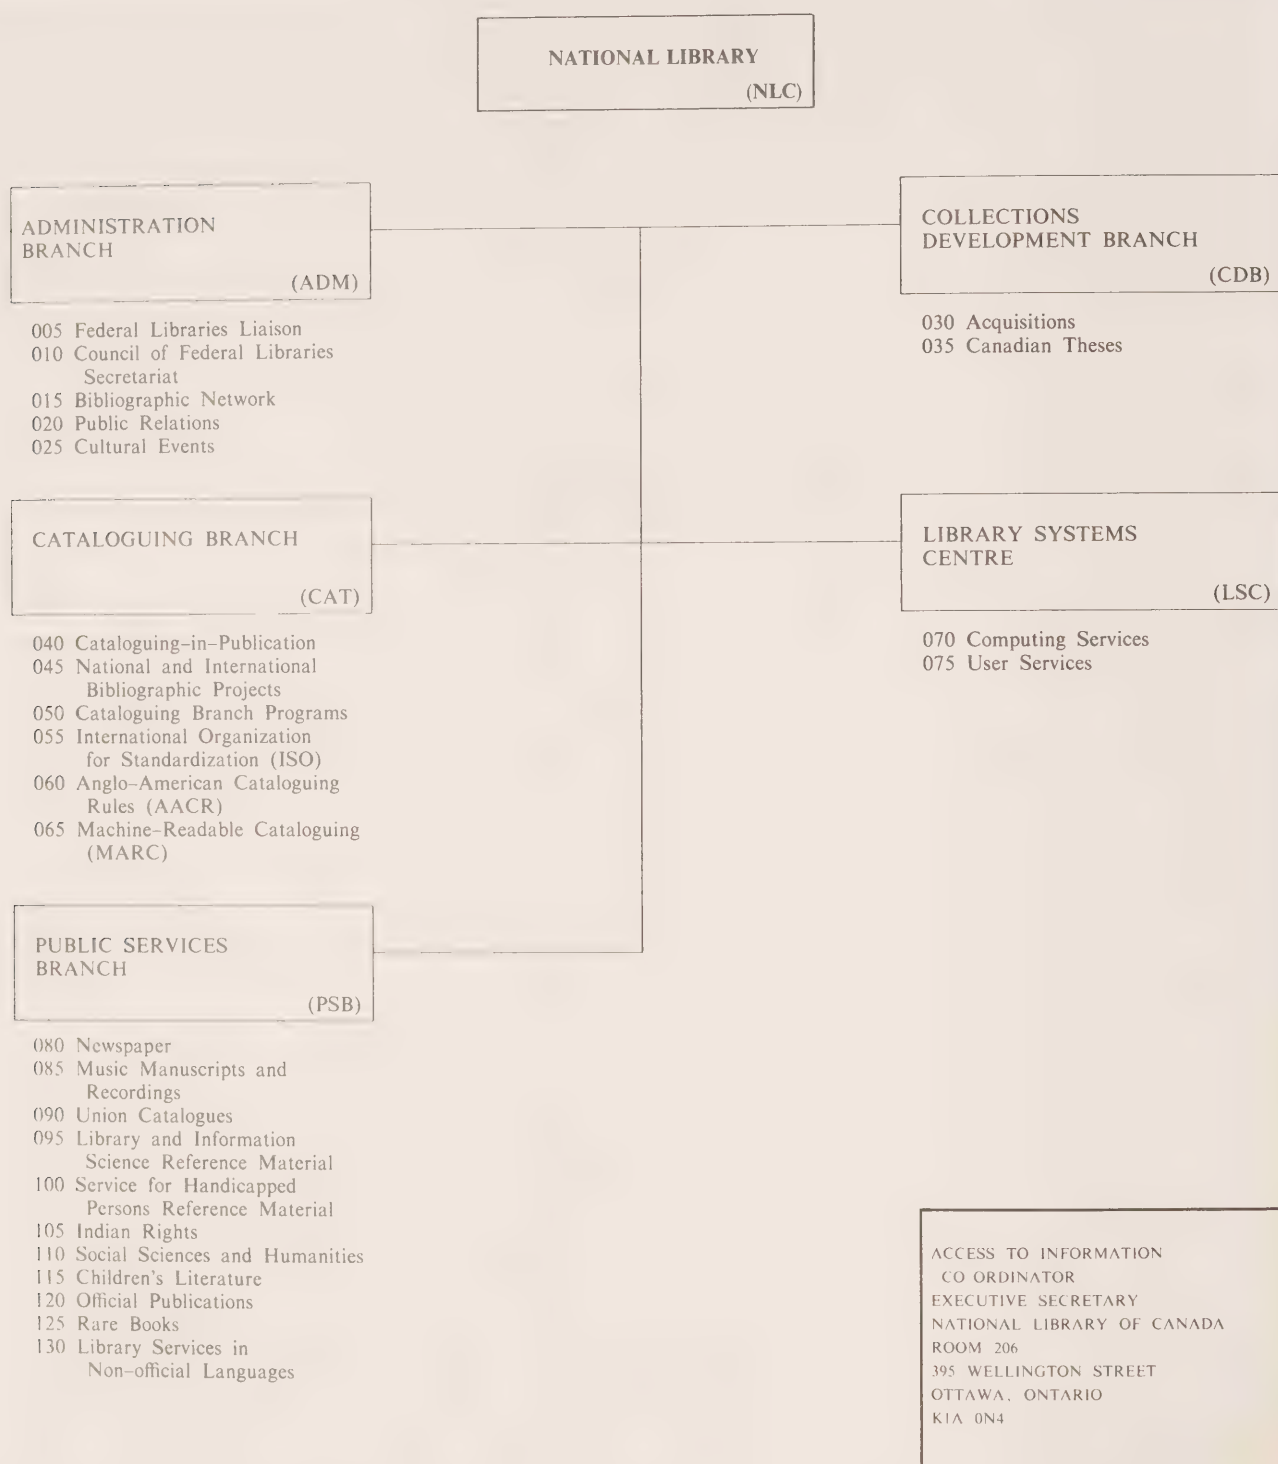 NATIONAL LIBRARY
(NLC)
ADMINISTRATION
BRANCH
(ADM)
005 Federal Libraries Liaison
010 Council of Federal Libraries
Secretariat
015 Bibliographic Network
020 Public Relations
025 Cultural Events
COLLECTIONS
DEVELOPMENT BRANCH
(CDB)
030 Acquisitions
035 Canadian Theses
CATALOGUING BRANCH
(CAT)
040 Cataloguing-in-Publication
045 National and International
Bibliographic Projects
050 Cataloguing Branch Programs
055 International Organization
for Standardization (ISO)
060 Anglo-American Cataloguing
Rules (AACR)
065 Machine-Readable Cataloguing
(MARC)
LIBRARY SYSTEMS
CENTRE
(LSC)
070 Computing Services
075 User Services
PUBLIC SERVICES
BRANCH
(PSB)
080 Newspaper
085 Music Manuscripts and
Recordings
090 Union Catalogues
095 Library and Information
Science Reference Material
100 Service for Handicapped
Persons Reference Material
105 Indian Rights
110 Social Sciences and Humanities
115 Children's Literature
120 Official Publications
125 Rare Books
130 Library Services in
Non-official Languages
ACCESS TO INFORMATION
CO ORDINATOR
EXECUTIVE SECRETARY
NATIONAL LIBRARY OF CANADA
ROOM 206
395 WELLINGTON STREET
OTTAWA, ONTARIO
K1A 0N4